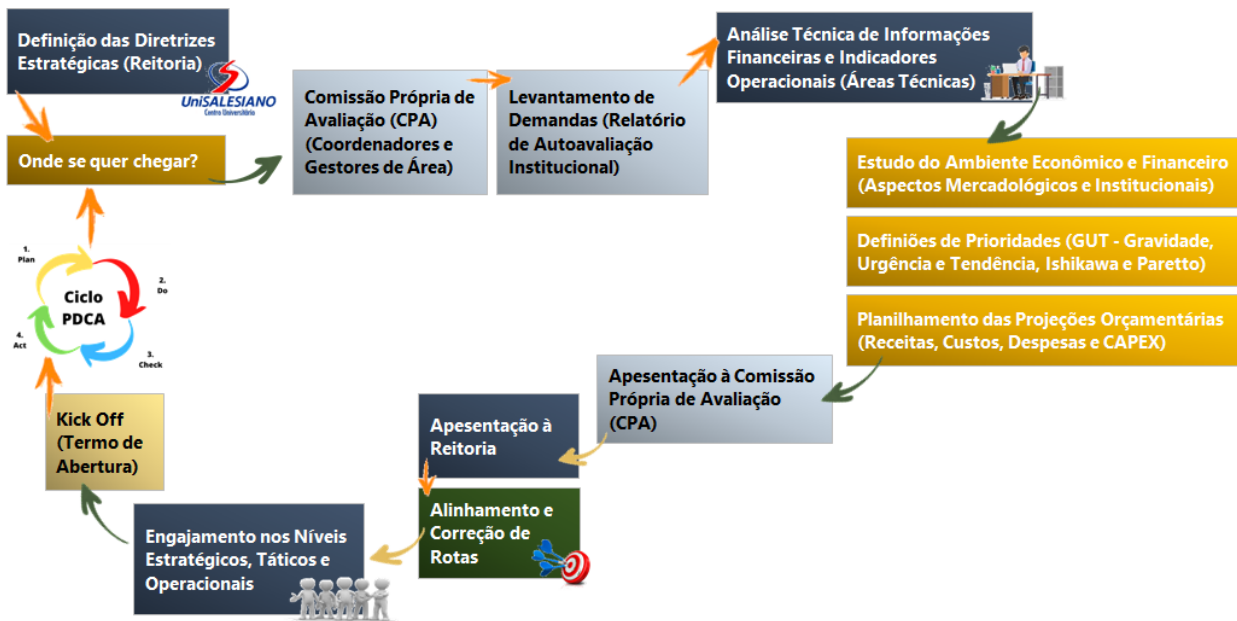 Definição das Diretrizes
Estratégicas (Reitoria)
UniSALESIANO
Centro Universitário
Onde se quer chegar?
Comissão Própria de
Avaliação (CPA)
(Coordenadores e
Gestores de Área)
Levantamento de
Demandas (Relatório
de Autoavaliação
Institucional)
Análise Técnica de Informações
Financeiras e Indicadores
Operacionais (Áreas Técnicas)
Estudo do Ambiente Econômico e Financeiro
(Aspectos Mercadológicos e Institucionais)
Definiões de Prioridades (GUT - Gravidade,
Urgência e Tendência, Ishikawa e Paretto)
Planilhamento das Projeções Orçamentárias
(Receitas, Custos, Despesas e CAPEX)
Apesentação à Comissão
Própria de Avaliação
(CPA)
Apesentação à
Reitoria
Alinhamento e
Correção de
Rotas
Engajamento nos Níveis
Estratégicos, Táticos e
Operacionais
Kick Off
(Termo de
Abertura)
Ciclo
PDCA
1.
Plan
2.
Do
3.
Check
4.
Act